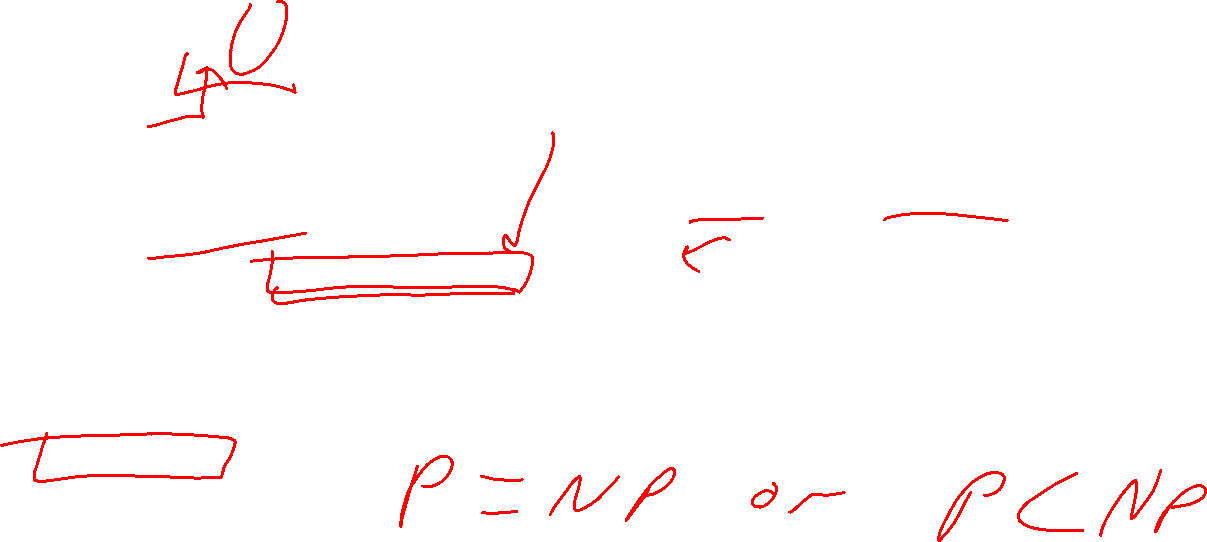 P = NP or P ⊂ NP